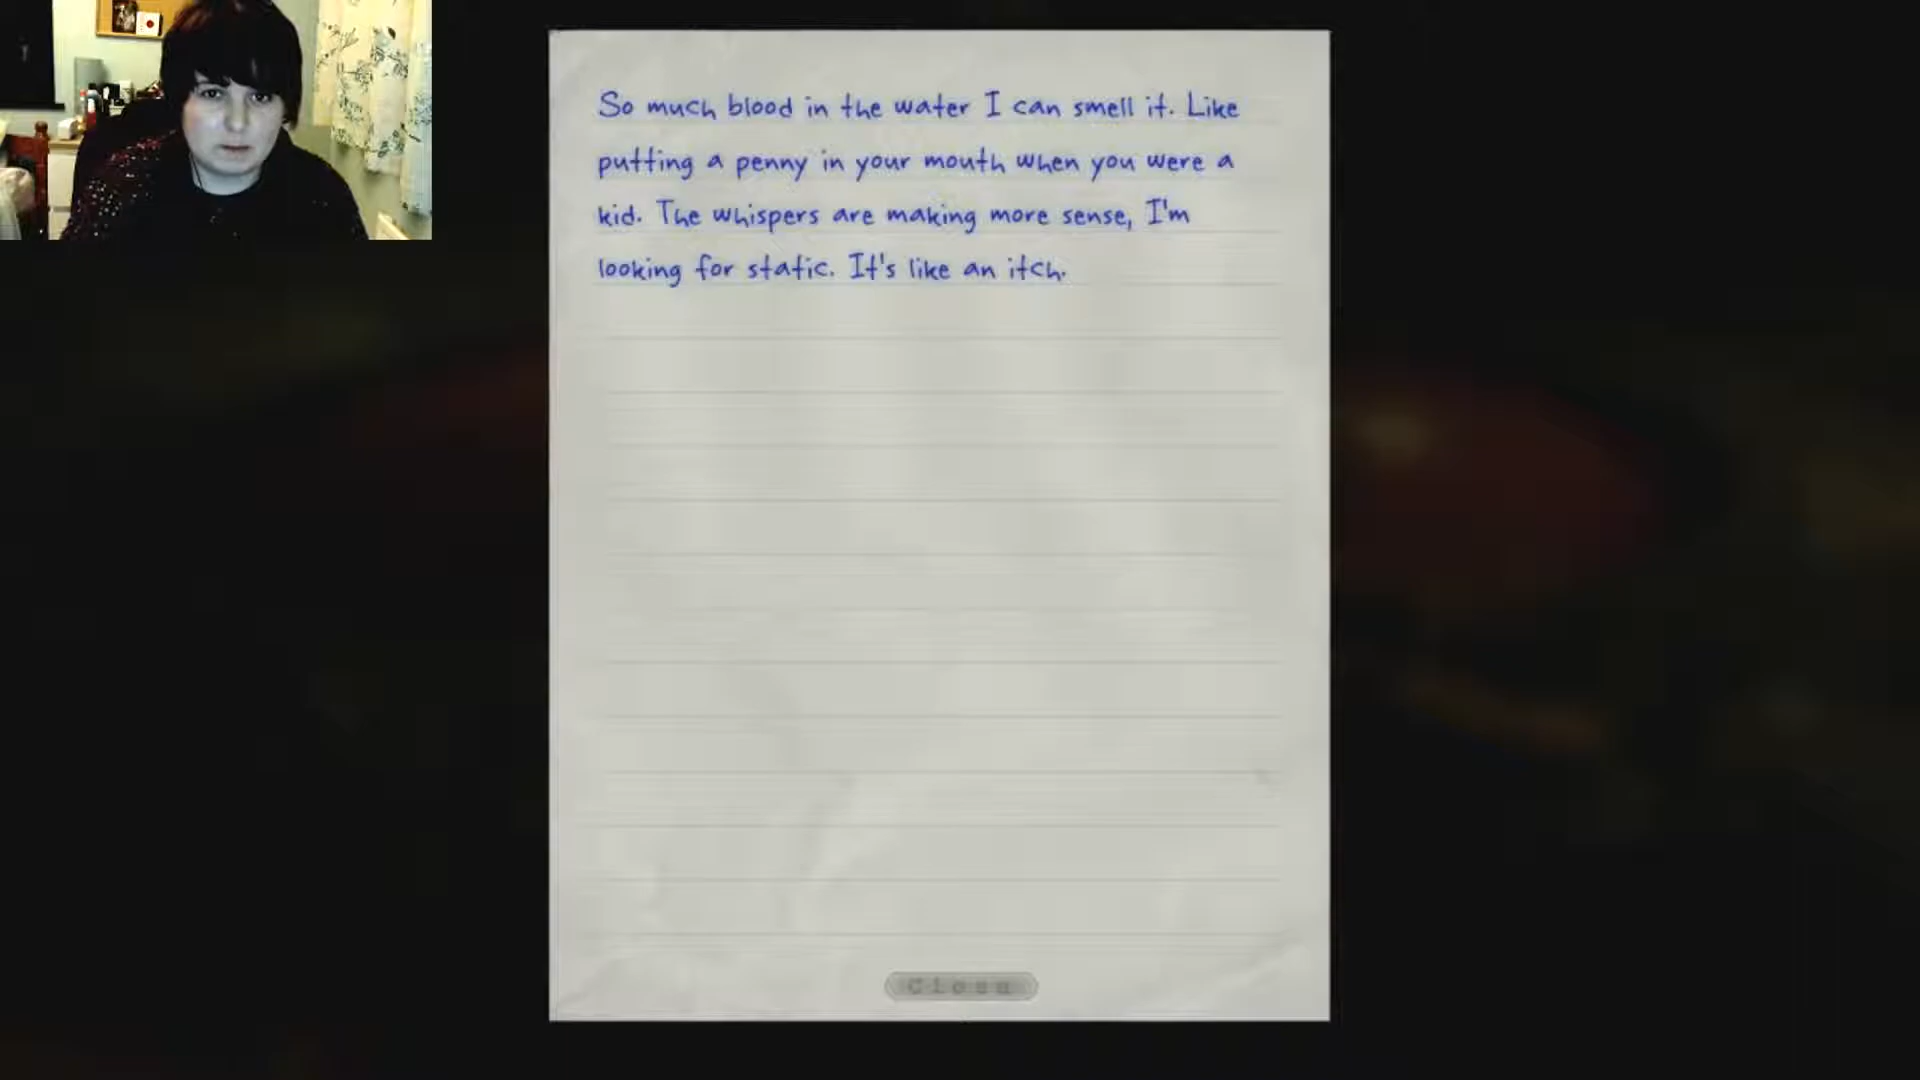 So much blood in the water I can smell it. Like
putting a penny in your mouth when you were a
kid. The whispers are making more sense, I'm
looking for static. It's like an itch.
Close